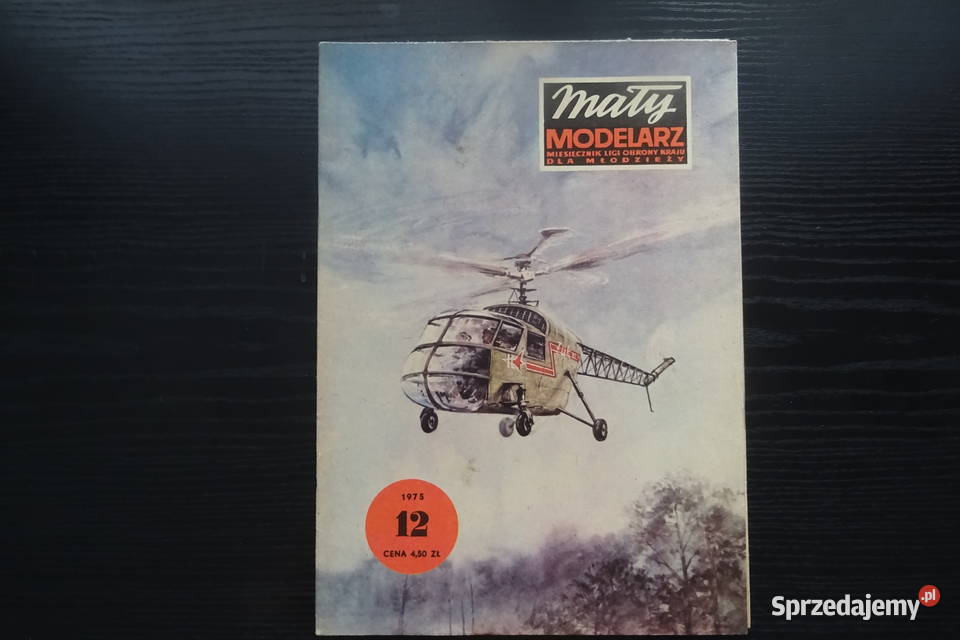 Mały
MODELARZ
MIESIĘCZNIK LIGI OBRONY KRAJU
DLA MŁODZIEŻY
1975
12
CENA 4,50 ZŁ
Sprzedajemy.pl